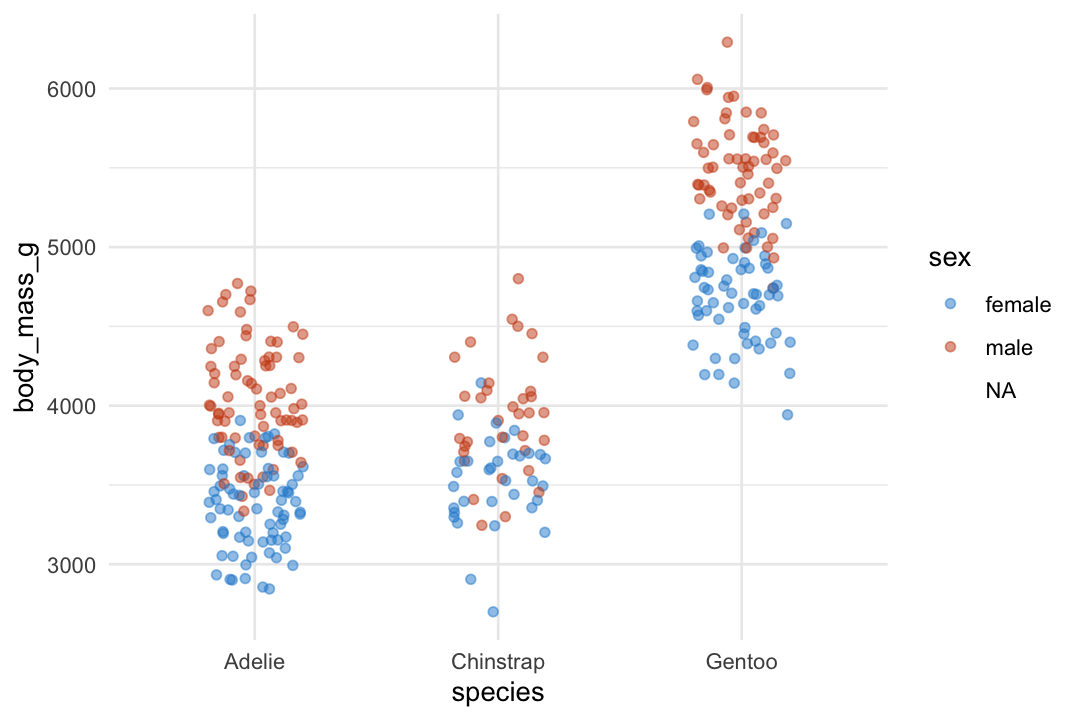 6000
5000
4000
3000
body_mass_g
Adelie
Chinstrap
Gentoo
species
sex
female
male
NA